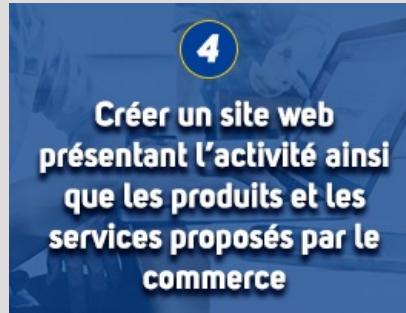 4
Créer un site web
présentant l'activité ainsi
que les produits et les
services proposés par le
commerce